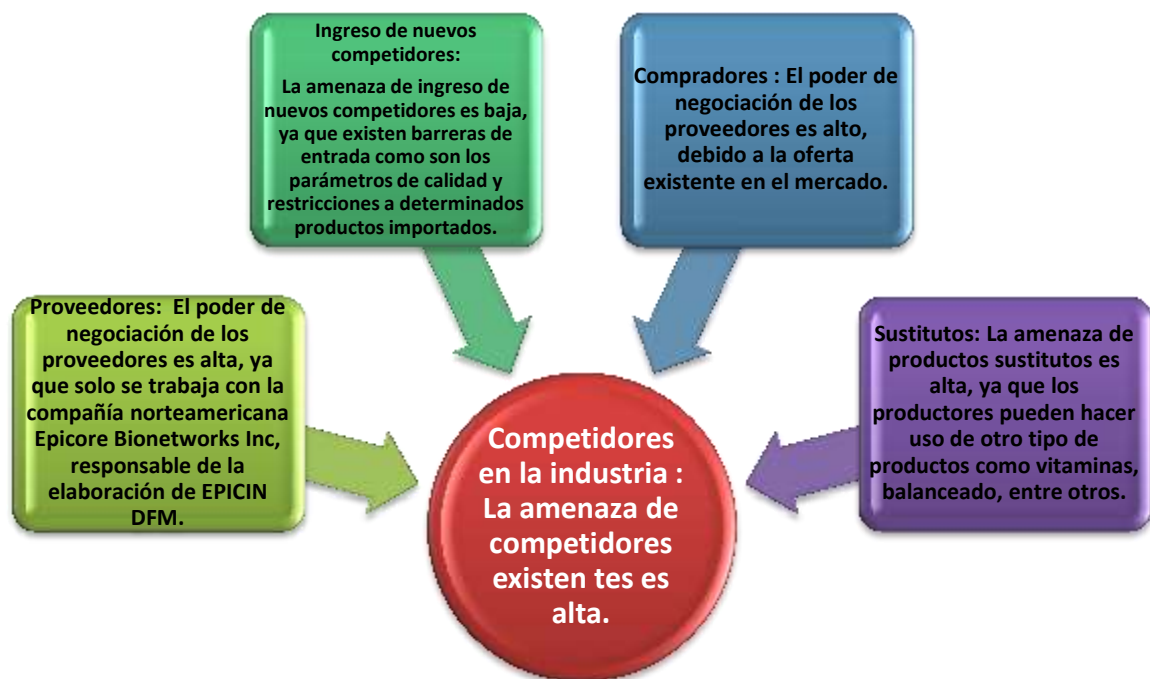 Ingreso de nuevos
competidores:
La amenaza de ingreso de
nuevos competidores es baja,
ya que existen barreras de
entrada como son los
parámetros de calidad y
restricciones a determinados
productos importados.
Compradores : El poder de
negociación de los
proveedores es alto,
debido a la oferta
existente en el mercado.
Proveedores: El poder de
negociación de los
proveedores es alta, ya
que solo se trabaja con la
compañía norteamericana
Epicore Bionetworks Inc,
responsable de la
elaboración de EPICIN
DFM.
Sustitutos: La amenaza de
productos sustitutos es
alta, ya que los
productores pueden hacer
uso de otro tipo de
productos como vitaminas,
balanceado, entre otros.
Competidores
en la industria :
La amenaza de
competidores
existen tes es
alta.